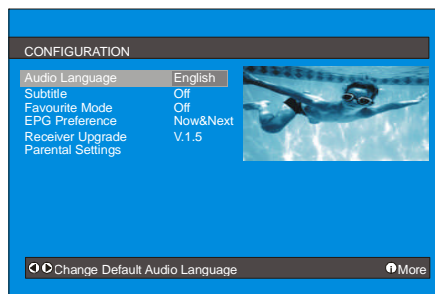 CONFIGURATION
Audio Language English
Subtitle Off
Favourite Mode Off
EPG Preference Now&Next
Receiver Upgrade V.1.5
Parental Settings
Change Default Audio Language i More